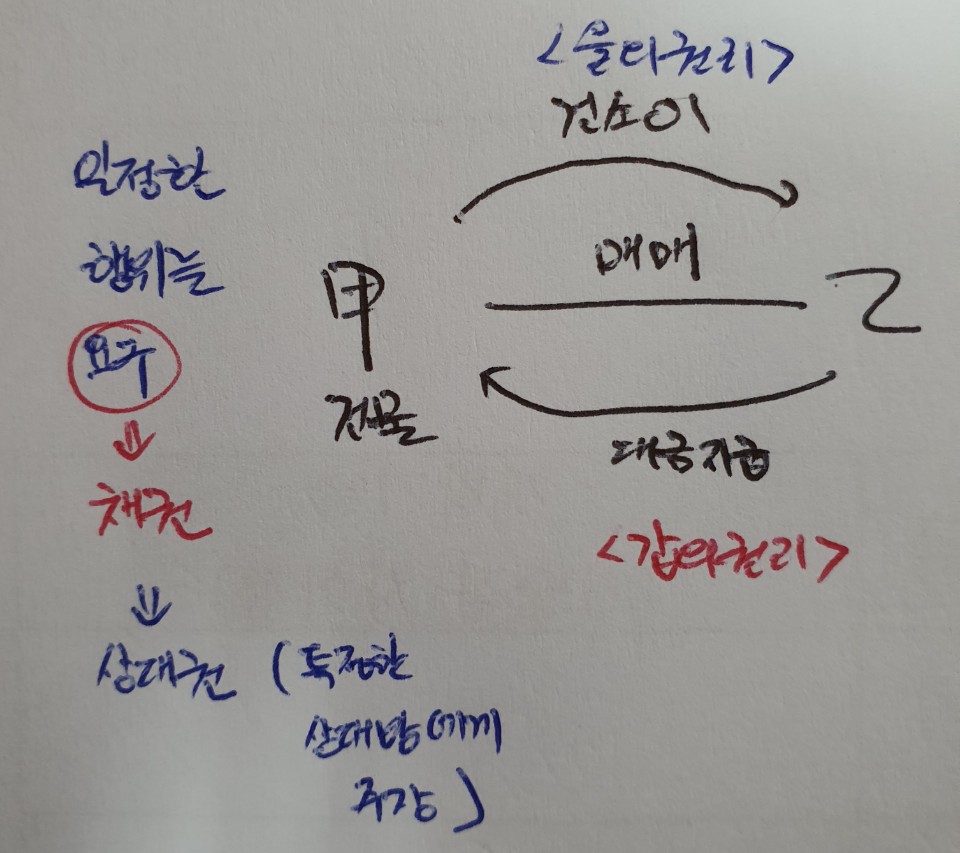 <을의권리>
건소이
일정한
행위를
요구
⇓
채권
⇓
상대권 (특정한
상대방에게
주장)
甲
건물
매매
乙
대금지급
<갑의권리>